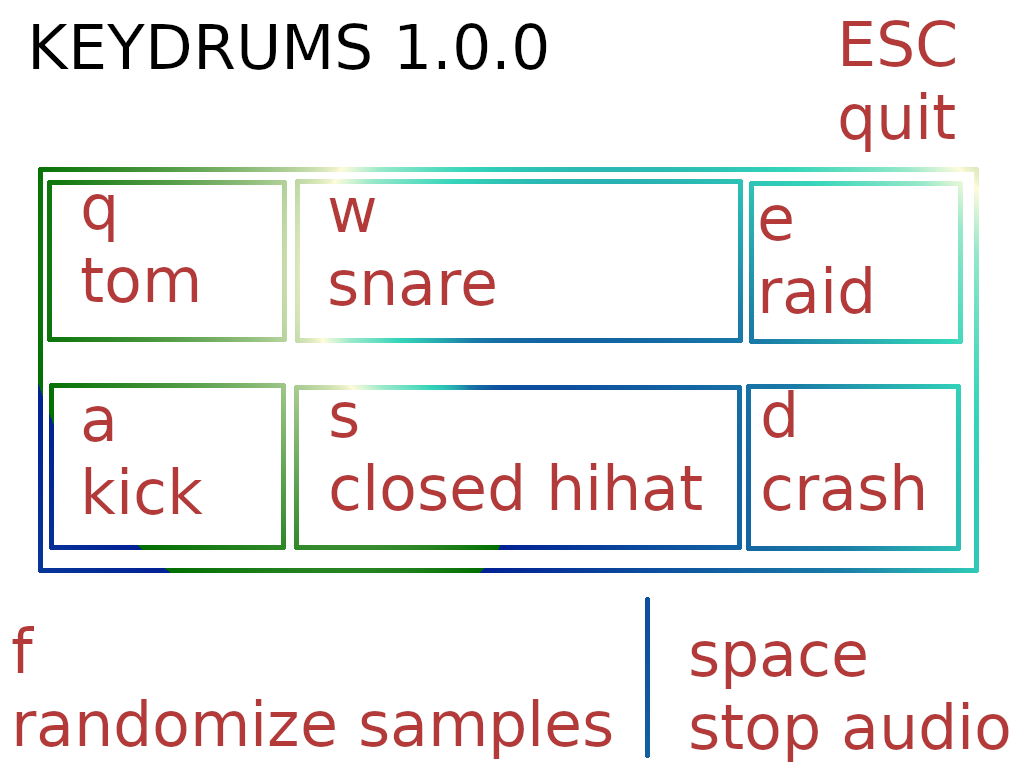 KEYDRUMS 1.0.0
ESC
quit
q
tom
w
snare
e
raid
a
kick
s
closed hihat
d
crash
f
randomize samples
space
stop audio